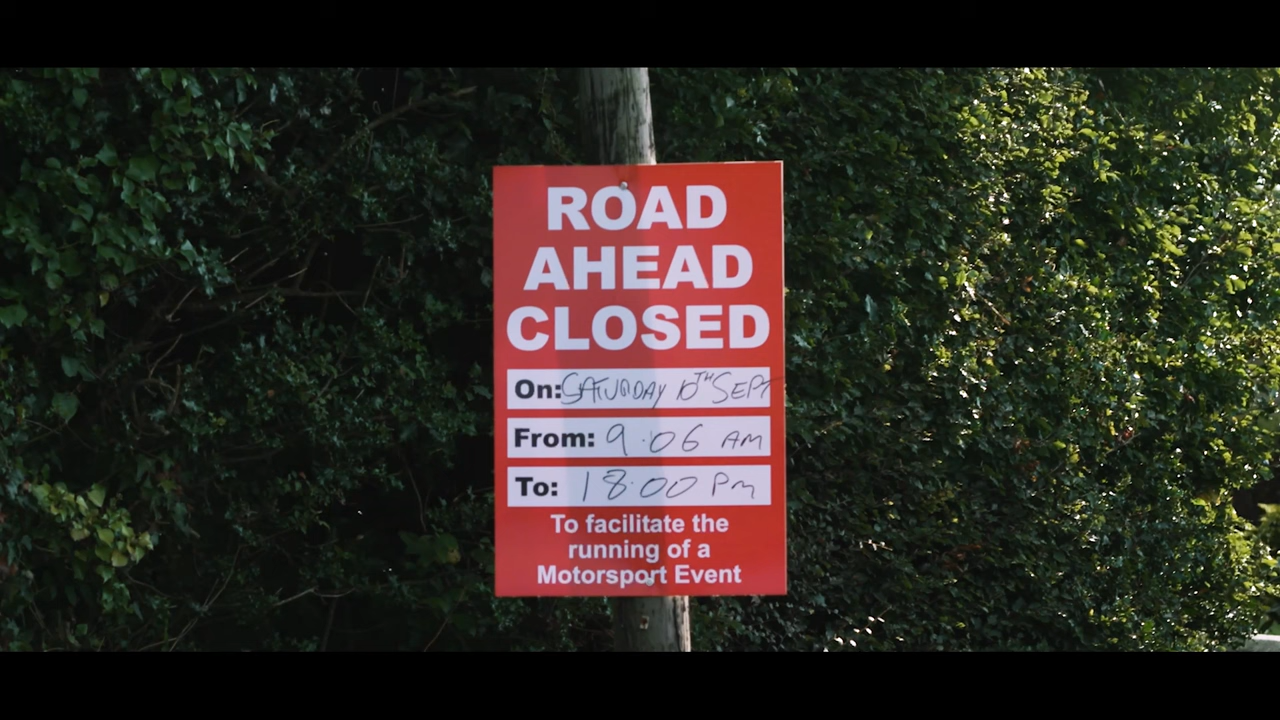 ROAD
AHEAD
CLOSED
On: SATURDAY 10TH SEPT
From: 9.06 AM
To: 18.00 Pm
To facilitate the
running of a
Motorsport Event